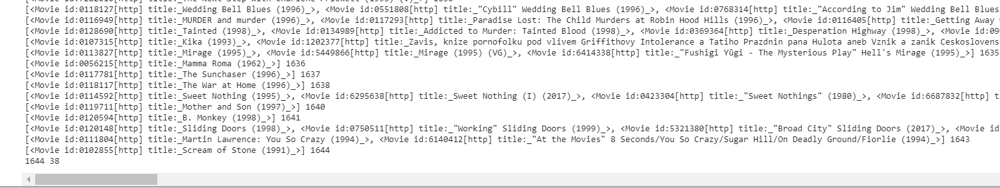 [<Movie id:0118127[http] title:_Wedding Bell Blues (1996)_>, <Movie id:0551808[http] title:_"Cybill" Wedding Bell Blues (1996)_>, <Movie id:0768314[http] title:_"According to Jim" Wedding Bell Blues
[<Movie id:0116949[http] title:_MURDER and murder (1996)_>, <Movie id:0117293[http] title:_Paradise Lost: The Child Murders at Robin Hood Hills (1996)_>, <Movie id:0116405[http] title:_Getting Away
[<Movie id:0128690[http] title:_Tainted (1998)_>, <Movie id:0134989[http] title:_Addicted to Murder: Tainted Blood (1998)_>, <Movie id:0369364[http] title:_Desperation Highway (1998)_>, <Movie id:09
[<Movie id:0107315[http] title:_Kika (1993)_>, <Movie id:1202377[http] title:_Zavis, knize pornofolku pod vlivem Griffithovy Intolerance a Tatiho Prazdnin pana Hulota aneb Vznik a zanik Ceskoslovens
[<Movie id:0113827[http] title:_Mirage (1995)_>, <Movie id:5449866[http] title:_Mirage (1995) (VG)_>, <Movie id:6414338[http] title:_"Fushigi Yûgi - The Mysterious Play" Hell's Mirage (1995)_>] 1635
[<Movie id:0056215[http] title:_Mamma Roma (1962)_>] 1636
[<Movie id:0117781[http] title:_The Sunchaser (1996)_>] 1637
[<Movie id:0118117[http] title:_The War at Home (1996)_>] 1638
[<Movie id:0114592[http] title:_Sweet Nothing (1995)_>, <Movie id:6295638[http] title:_Sweet Nothing (I) (2017)_>, <Movie id:0423304[http] title:_"Sweet Nothings" (1980)_>, <Movie id:6687832[http] t
[<Movie id:0119711[http] title:_Mother and Son (1997)_>] 1640
[<Movie id:0120594[http] title:_B. Monkey (1998)_>] 1641
[<Movie id:0120148[http] title:_Sliding Doors (1998)_>, <Movie id:0750511[http] title:_"Working" Sliding Doors (1999)_>, <Movie id:5321380[http] title:_"Broad City" Sliding Doors (2017)_>, <Movie id
[<Movie id:0111804[http] title:_Martin Lawrence: You So Crazy (1994)_>, <Movie id:6140412[http] title:_"At the Movies" 8 Seconds/You So Crazy/Sugar Hill/On Deadly Ground/Fiorlie (1994)_>] 1643
[<Movie id:0102855[http] title:_Scream of Stone (1991)_>] 1644
1644 38